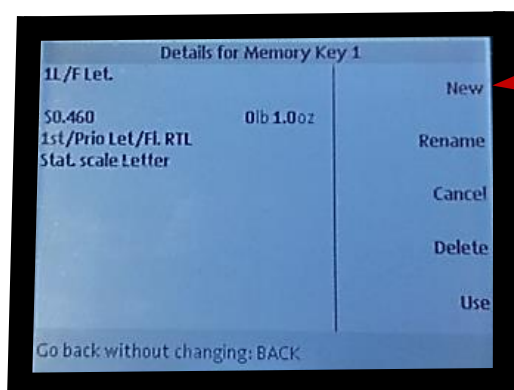 Details for Memory Key 1
1L/F Let.
$0.460 0lb 1.0oz
1st/Prio Let/Fl. RTL
Stat. scale Letter
New
Rename
Cancel
Delete
Use
Go back without changing: BACK